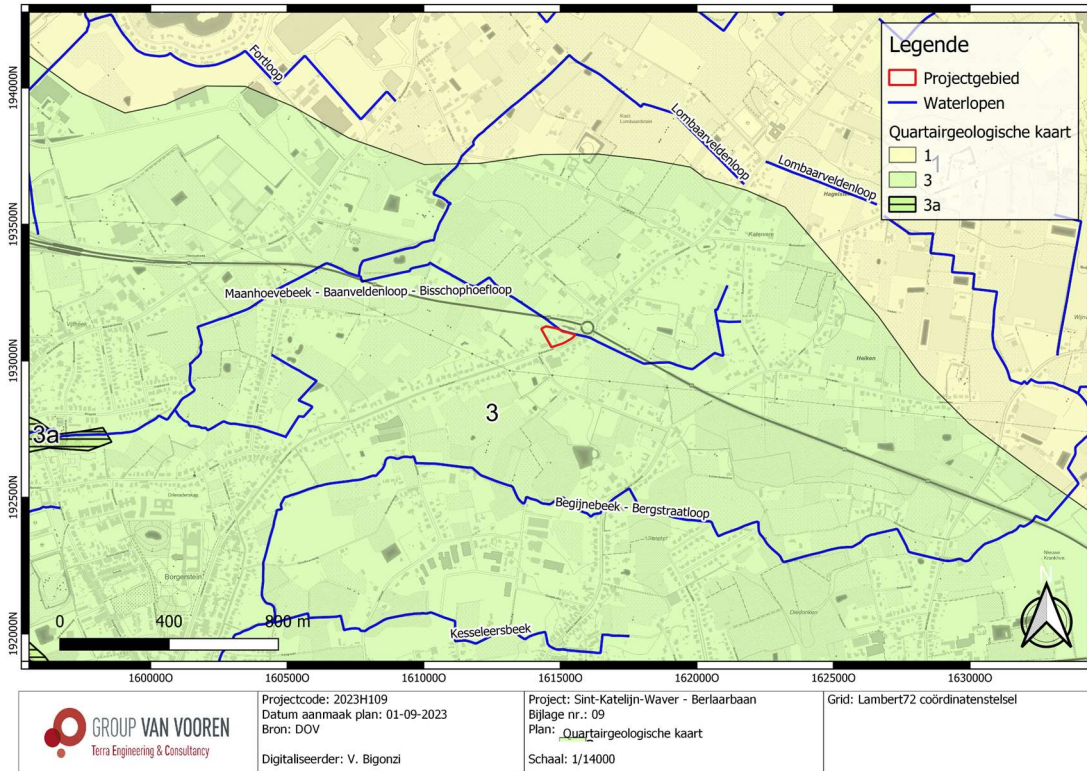 Legende
Projectgebied
Waterlopen
Quartairgeologische kaart
1
3
3a
1
Fortloop
Lombaarveldenloop
Lombaarveldenloop
Maanhoevebeek - Baanveldenloop - Bisschophoefloop
3
3a
Begijnebeek - Bergstraatloop
Kesseleersbeek
Borgerstein
Heiken
N
0 400 800 m
194000N
193500N
193000N
192500N
192000N
1600000 1605000 1610000 1615000 1620000 1625000 1630000
GROUP VAN VOOREN
Terra Engineering & Consultancy
Projectcode: 2023H109
Datum aanmaak plan: 01-09-2023
Bron: DOV
Digitaliseerder: V. Bigonzi
Project: Sint-Katelijn-Waver - Berlaarbaan
Bijlage nr.: 09
Plan: Quartairgeologische kaart
Schaal: 1/14000
Grid: Lambert72 coördinatenstelsel